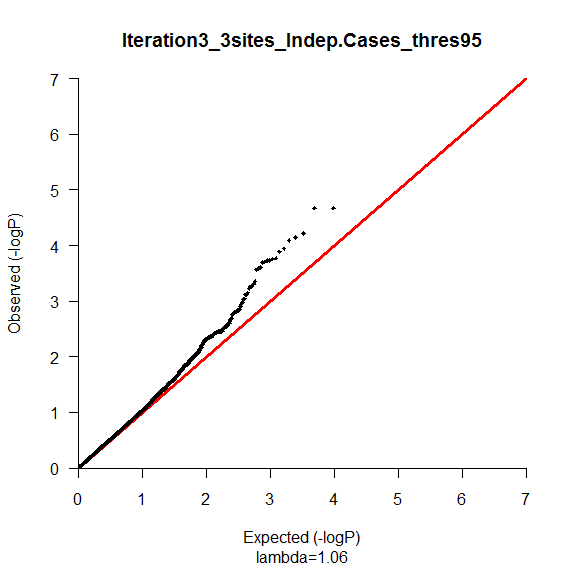 Iteration3_3sites_Indep.Cases_thres95
7
6
5
4
3
2
1
0
Observed (-logP)
0 1 2 3 4 5 6 7
Expected (-logP)
lambda=1.06